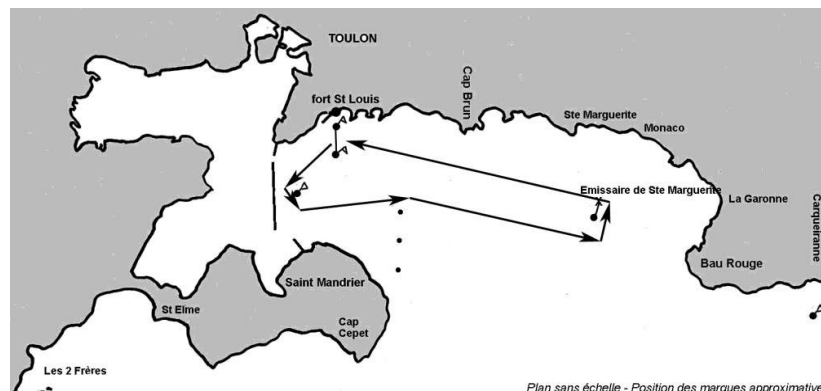 TOULON
fort St Louis
Cap Brun
Ste Marguerite
Monaco
Emissaire de Ste Marguerite
La Garonne
Carqueiranne
Bau Rouge
Saint Mandrier
St Elme
Cap
Cepet
Les 2 Frères
Plan sans échelle - Position des marques approximative